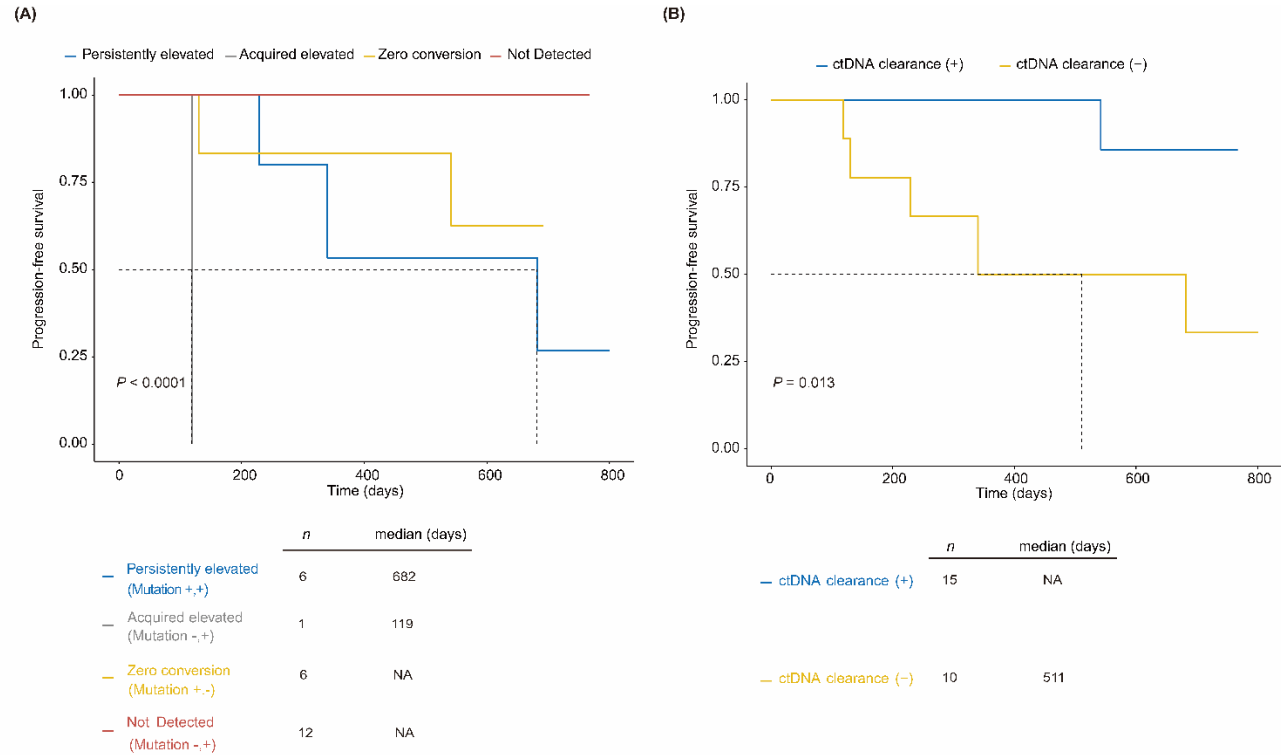 (A)
Persistently elevated Acquired elevated Zero conversion Not Detected
1.00
0.75
0.50
0.25
0.00
Progression-free survival
P < 0.0001
0 200 400 600 800
Time (days)
n median (days)
Persistently elevated
(Mutation +,+)
6 682
Acquired elevated
(Mutation -,+)
1 119
Zero conversion
(Mutation +.-)
6 NA
Not Detected
(Mutation -,+)
12 NA
(B)
ctDNA clearance (+) ctDNA clearance (−)
1.00
0.75
0.50
0.25
0.00
Progression-free survival
P = 0.013
0 200 400 600 800
Time (days)
n median (days)
ctDNA clearance (+) 15 NA
ctDNA clearance (−) 10 511